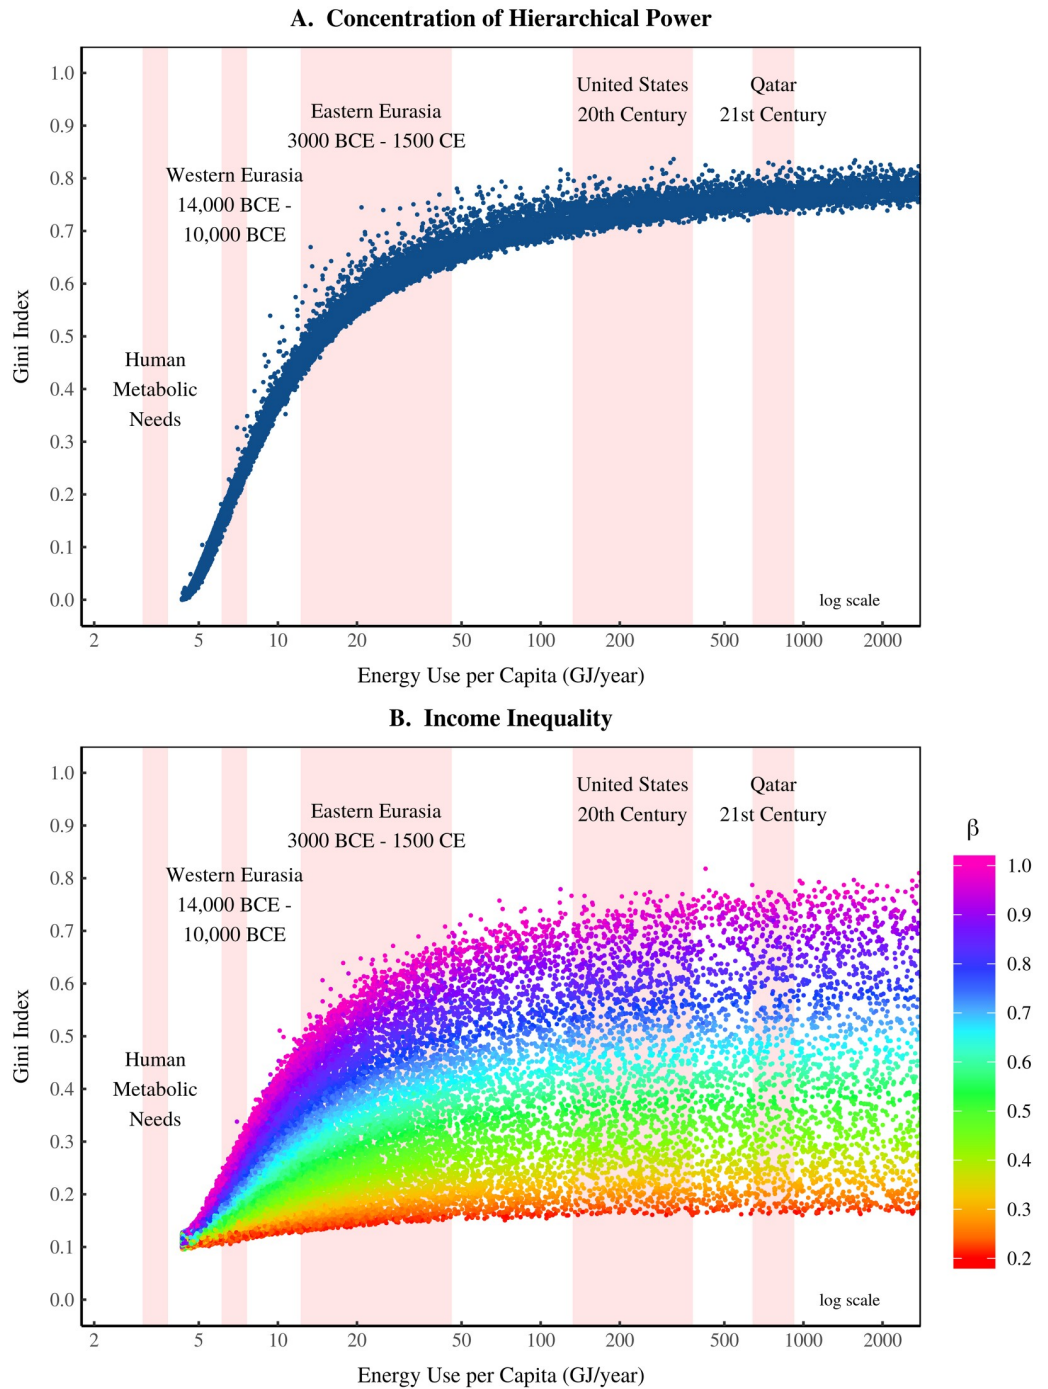 A. Concentration of Hierarchical Power
1.0
0.9
0.8
0.7
0.6
0.5
0.4
0.3
0.2
0.1
0.0
Gini Index
United States
20th Century
Qatar
21st Century
Eastern Eurasia
3000 BCE - 1500 CE
Western Eurasia
14,000 BCE -
10,000 BCE
Human
Metabolic
Needs
log scale
2 5 10 20 50 100 200 500 1000 2000
Energy Use per Capita (GJ/year)
B. Income Inequality
1.0
0.9
0.8
0.7
0.6
0.5
0.4
0.3
0.2
0.1
0.0
Gini Index
United States
20th Century
Qatar
21st Century
Eastern Eurasia
3000 BCE - 1500 CE
Western Eurasia
14,000 BCE -
10,000 BCE
Human
Metabolic
Needs
log scale
2 5 10 20 50 100 200 500 1000 2000
Energy Use per Capita (GJ/year)
β
1.0
0.9
0.8
0.7
0.6
0.5
0.4
0.3
0.2